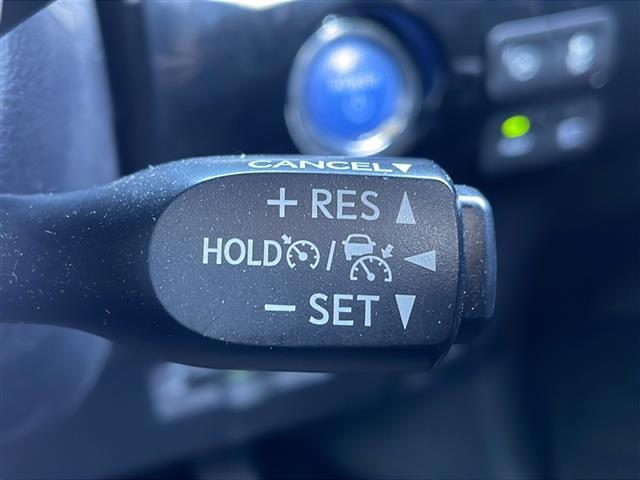 CANCEL
+ RES
HOLD /
− SET